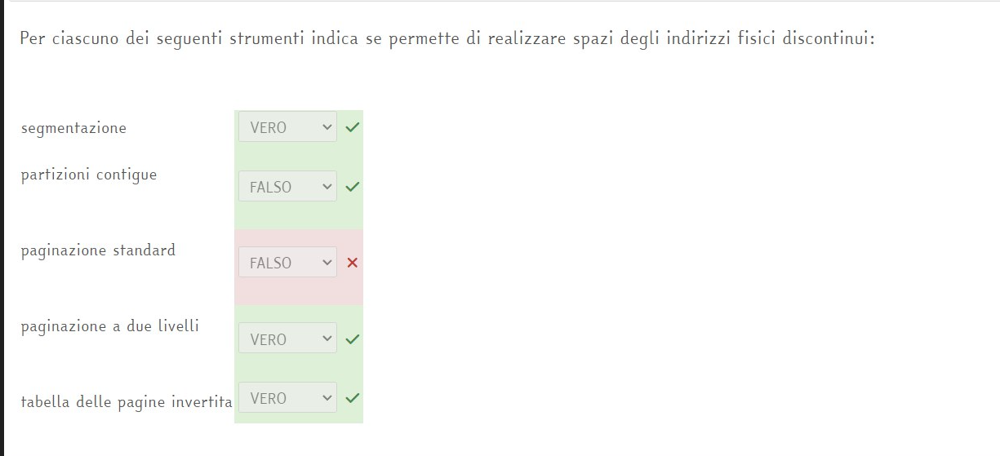 Per ciascuno dei seguenti strumenti indica se permette di realizzare spazi degli indirizzi fisici discontinui:
segmentazione VERO
partizioni contigue FALSO
paginazione standard FALSO
paginazione a due livelli VERO
tabella delle pagine invertita VERO